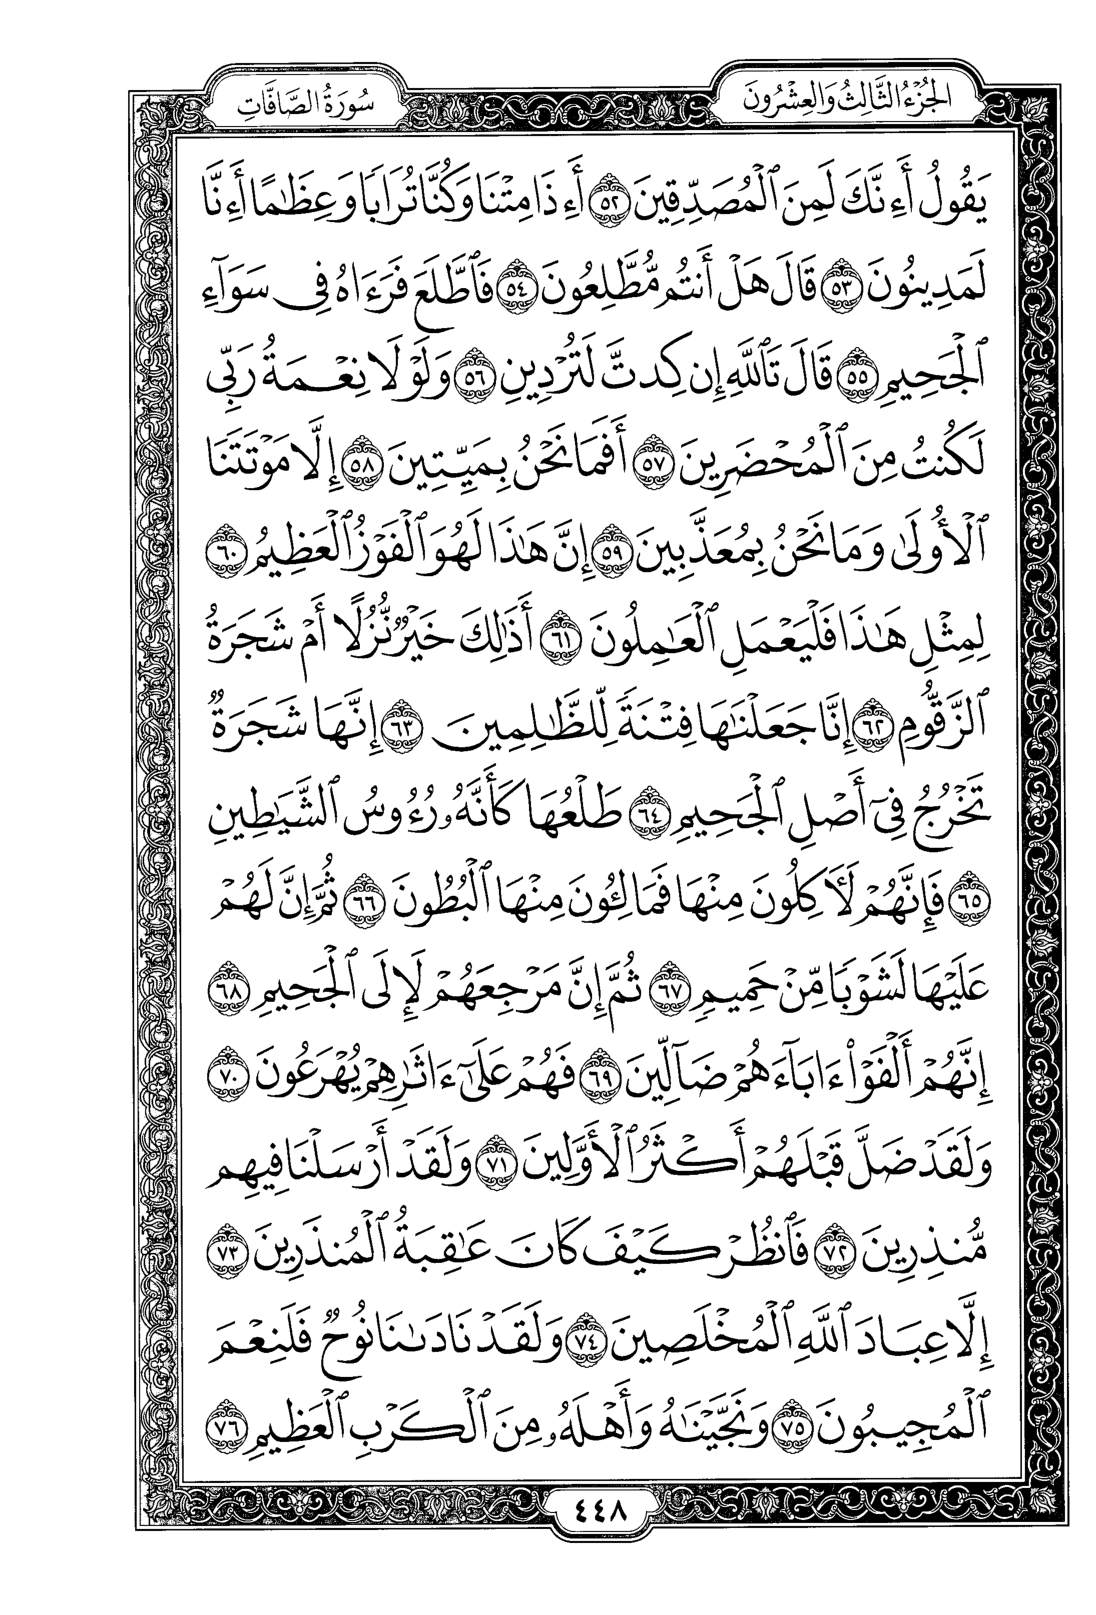 الجُزْءُ الثَّالِثُ وَالعِشْرُونَ
سُورَةُ الصَّافَّاتِ
يَقُولُ أَءِنَّكَ لَمِنَ ٱلْمُصَدِّقِينَ ٥٢ أَءِذَا مِتْنَا وَكُنَّا تُرَابًا وَعِظَٰمًا أَءِنَّا
لَمَدِينُونَ ٥٣ قَالَ هَلْ أَنتُم مُّطَّلِعُونَ ٥٤ فَٱطَّلَعَ فَرَءَاهُ فِى سَوَآءِ
ٱلْجَحِيمِ ٥٥ قَالَ تَٱللَّهِ إِن كِدتَّ لَتُرْدِينِ ٥٦ وَلَوْلَا نِعْمَةُ رَبِّى
لَكُنتُ مِنَ ٱلْمُحْضَرِينَ ٥٧ أَفَمَا نَحْنُ بِمَيِّتِينَ ٥٨ إِلَّا مَوْتَتَنَا
ٱلْأُولَىٰ وَمَا نَحْنُ بِمُعَذَّبِينَ ٥٩ إِنَّ هَٰذَا لَهُوَ ٱلْفَوْزُ ٱلْعَظِيمُ ٦٠
لِمِثْلِ هَٰذَا فَلْيَعْمَلِ ٱلْعَٰمِلُونَ ٦١ أَذَٰلِكَ خَيْرٌ نُّزُلًا أَمْ شَجَرَةُ
ٱلزَّقُّومِ ٦٢ إِنَّا جَعَلْنَٰهَا فِتْنَةً لِّلظَّٰلِمِينَ ٦٣ إِنَّهَا شَجَرَةٌ
تَخْرُجُ فِىٓ أَصْلِ ٱلْجَحِيمِ ٦٤ طَلْعُهَا كَأَنَّهُۥ رُءُوسُ ٱلشَّيَٰطِينِ
٦٥ فَإِنَّهُمْ لَءَاكِلُونَ مِنْهَا فَمَالِـُٔونَ مِنْهَا ٱلْبُطُونَ ٦٦ ثُمَّ إِنَّ لَهُمْ
عَلَيْهَا لَشَوْبًا مِّنْ حَمِيمٍ ٦٧ ثُمَّ إِنَّ مَرْجِعَهُمْ لَإِلَى ٱلْجَحِيمِ ٦٨
إِنَّهُمْ أَلْفَوْا۟ ءَابَآءَهُمْ ضَآلِّينَ ٦٩ فَهُمْ عَلَىٰٓ ءَاثَٰرِهِمْ يُهْرَعُونَ ٧٠
وَلَقَدْ ضَلَّ قَبْلَهُمْ أَكْثَرُ ٱلْأَوَّلِينَ ٧١ وَلَقَدْ أَرْسَلْنَا فِيهِم
مُّنذِرِينَ ٧٢ فَٱنظُرْ كَيْفَ كَانَ عَٰقِبَةُ ٱلْمُنذَرِينَ ٧٣
إِلَّا عِبَادَ ٱللَّهِ ٱلْمُخْلَصِينَ ٧٤ وَلَقَدْ نَادَىٰنَا نُوحٌ فَلَنِعْمَ
ٱلْمُجِيبُونَ ٧٥ وَنَجَّيْنَٰهُ وَأَهْلَهُۥ مِنَ ٱلْكَرْبِ ٱلْعَظِيمِ ٧٦
٤٤٨